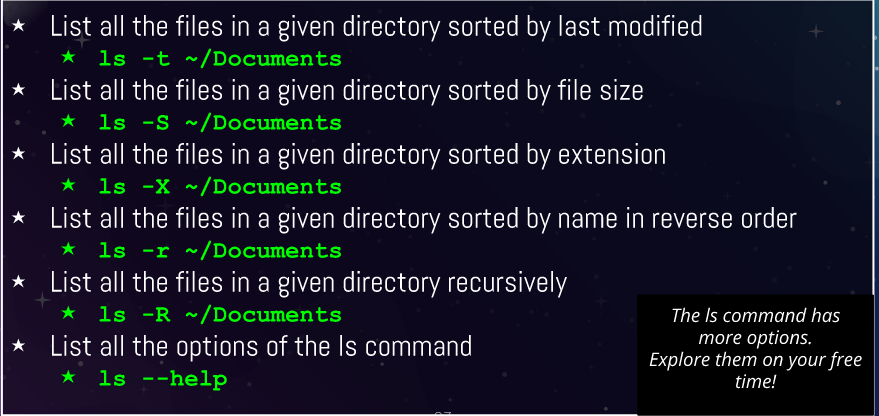 List all the files in a given directory sorted by last modified
ls -t ~/Documents
List all the files in a given directory sorted by file size
ls -S ~/Documents
List all the files in a given directory sorted by extension
ls -X ~/Documents
List all the files in a given directory sorted by name in reverse order
ls -r ~/Documents
List all the files in a given directory recursively
ls -R ~/Documents
List all the options of the ls command
ls --help
The ls command has
more options.
Explore them on your free
time!